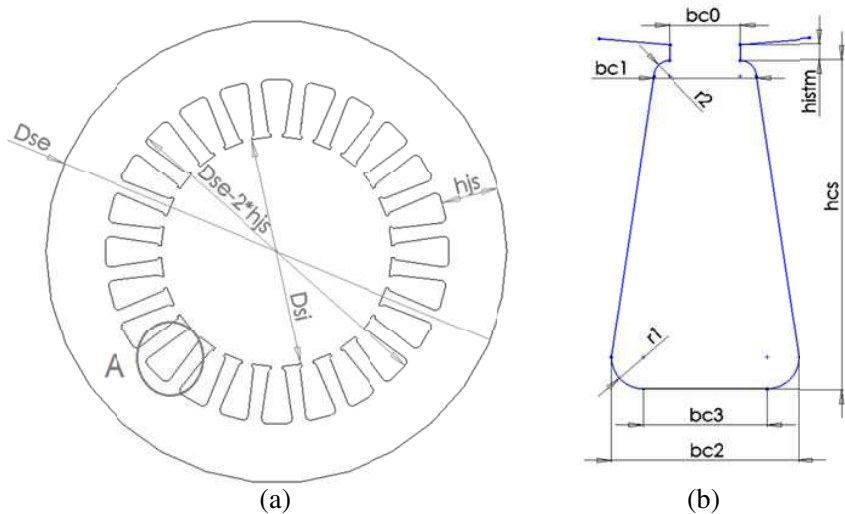 Dse
Dse-2*hjs
hjs
Dsi
A
(a)
bc0
bc1
r2
histm
hcs
r1
bc3
bc2
(b)